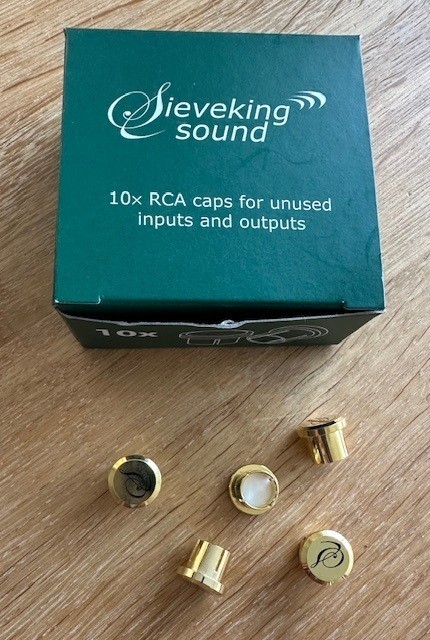 Sieveking
sound
10x RCA caps for unused
inputs and outputs
10x